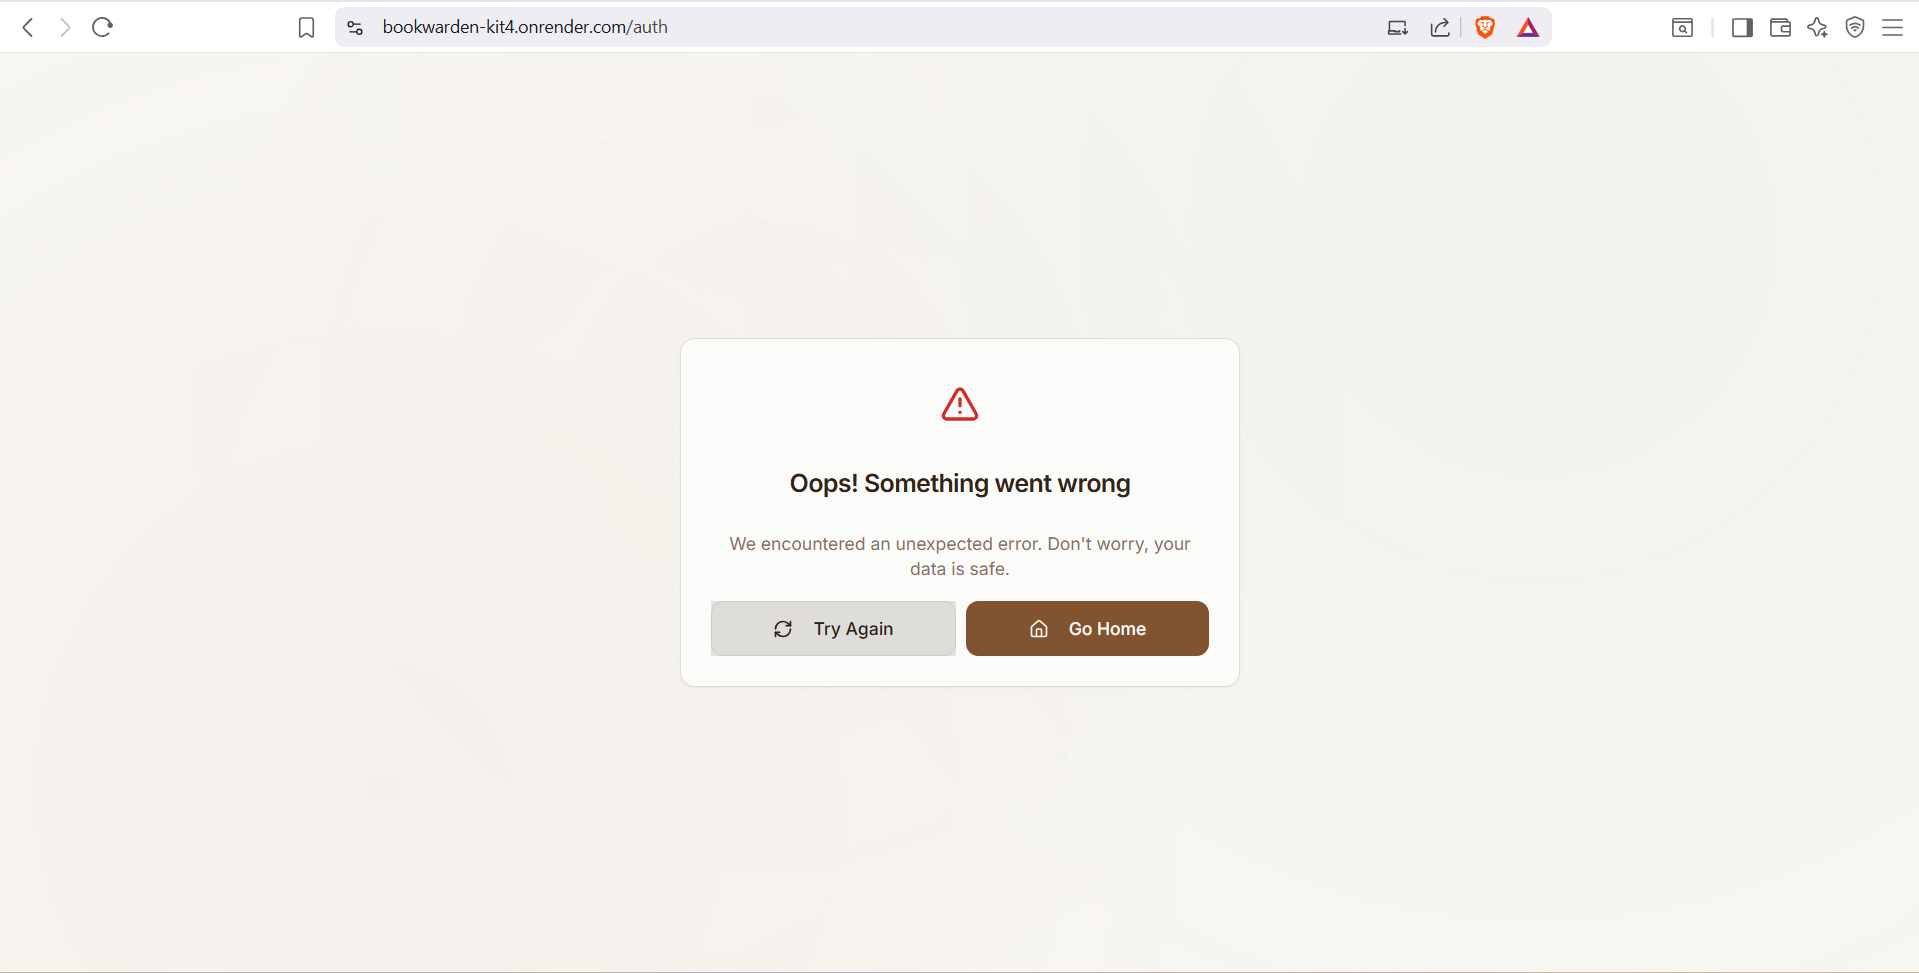 bookwarden-kit4.onrender.com/auth
Oops! Something went wrong
We encountered an unexpected error. Don't worry, your
data is safe.
Try Again
Go Home